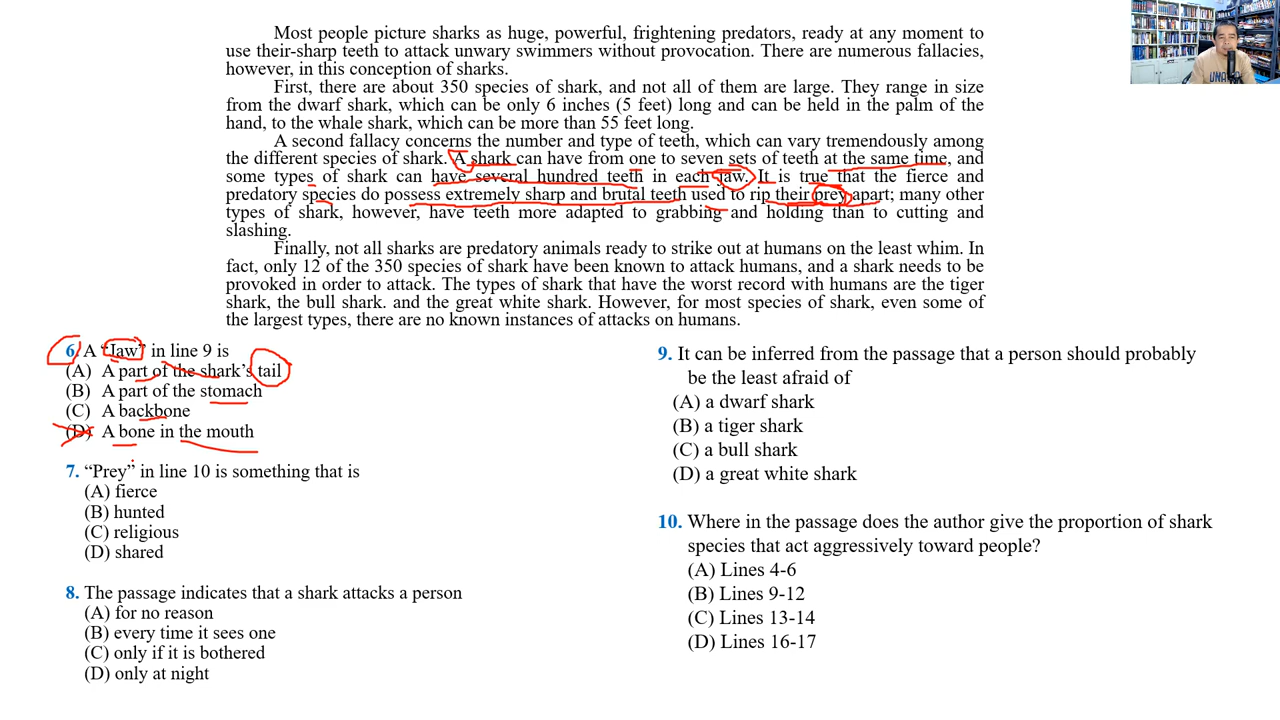 Most people picture sharks as huge, powerful, frightening predators, ready at any moment to
use their-sharp teeth to attack unwary swimmers without provocation. There are numerous fallacies,
however, in this conception of sharks.
First, there are about 350 species of shark, and not all of them are large. They range in size
from the dwarf shark, which can be only 6 inches (5 feet) long and can be held in the palm of the
hand, to the whale shark, which can be more than 55 feet long.
A second fallacy concerns the number and type of teeth, which can vary tremendously among
the different species of shark. A shark can have from one to seven sets of teeth at the same time, and
some types of shark can have several hundred teeth in each jaw. It is true that the fierce and
predatory species do possess extremely sharp and brutal teeth used to rip their prey apart; many other
types of shark, however, have teeth more adapted to grabbing and holding than to cutting and
slashing.
Finally, not all sharks are predatory animals ready to strike out at humans on the least whim. In
fact, only 12 of the 350 species of shark have been known to attack humans, and a shark needs to be
provoked in order to attack. The types of shark that have the worst record with humans are the tiger
shark, the bull shark. and the great white shark. However, for most species of shark, even some of
the largest types, there are no known instances of attacks on humans.
6. A “Jaw” in line 9 is
(A) A part of the shark’s tail
(B) A part of the stomach
(C) A backbone
(D) A bone in the mouth
7. “Prey” in line 10 is something that is
(A) fierce
(B) hunted
(C) religious
(D) shared
8. The passage indicates that a shark attacks a person
(A) for no reason
(B) every time it sees one
(C) only if it is bothered
(D) only at night
9. It can be inferred from the passage that a person should probably
be the least afraid of
(A) a dwarf shark
(B) a tiger shark
(C) a bull shark
(D) a great white shark
10. Where in the passage does the author give the proportion of shark
species that act aggressively toward people?
(A) Lines 4-6
(B) Lines 9-12
(C) Lines 13-14
(D) Lines 16-17